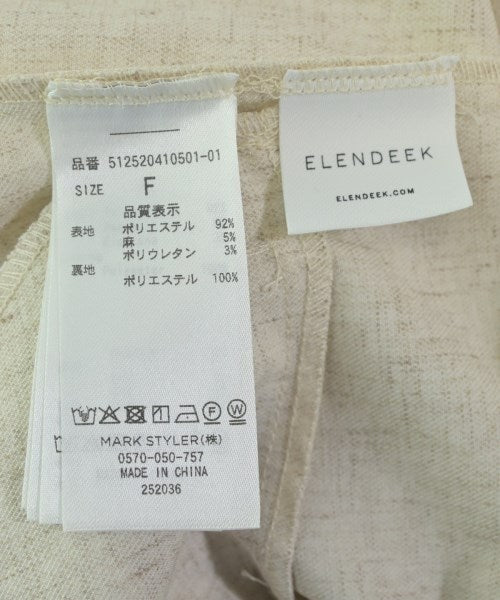 品番 512520410501-01
SIZE F
品質表示
表地 ポリエステル 92%
麻 5%
ポリウレタン 3%
裏地
ポリエステル 100%
F W
MARK STYLER(株)
0570-050-757
MADE IN CHINA
252036
ELENDEEK
ELENDEEK.COM